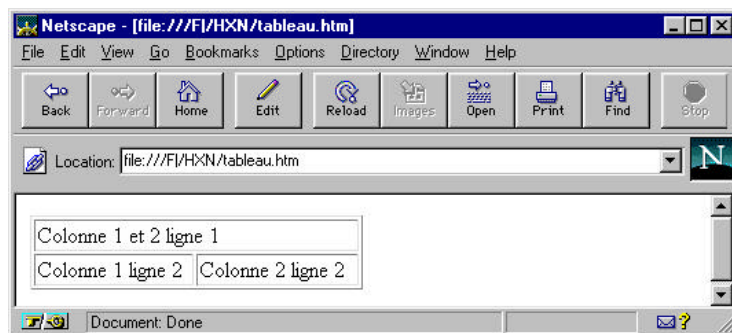 Netscape - [file:///F|/HXN/tableau.htm]
File Edit View Go Bookmarks Options Directory Window Help
Back Forward Home Edit Reload Images Open Print Find Stop
Location: file:///F|/HXN/tableau.htm
N
Colonne 1 et 2 ligne 1
Colonne 1 ligne 2 Colonne 2 ligne 2
Document: Done